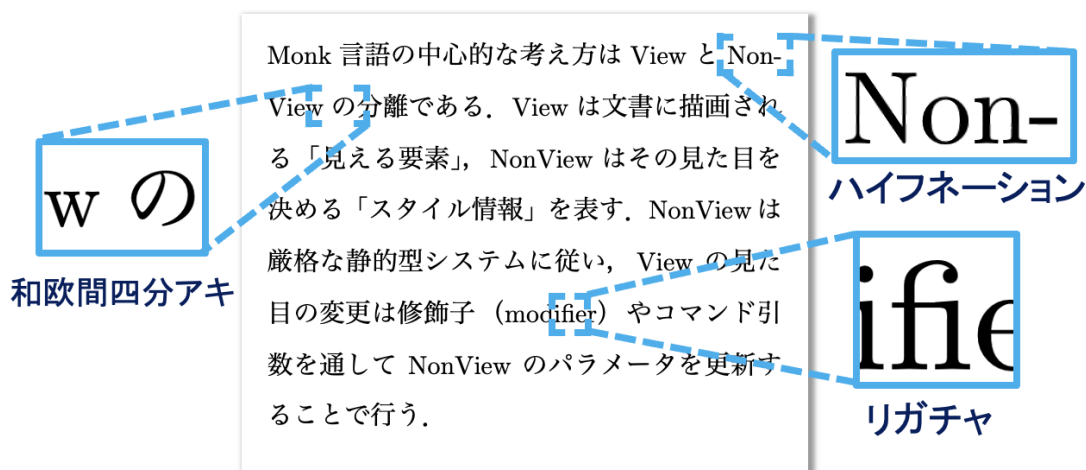 Monk 言語の中心的な考え方は View と Non-
View の分離である．View は文書に描画され
る「見える要素」，NonView はその見た目を
決める「スタイル情報」を表す．NonView は
厳格な静的型システムに従い，View の見た
目の変更は修飾子（modifier）やコマンド引
数を通して NonView のパラメータを更新す
ることで行う．
w の
和欧間四分アキ
Non-
ハイフネーション
ifie
リガチャ